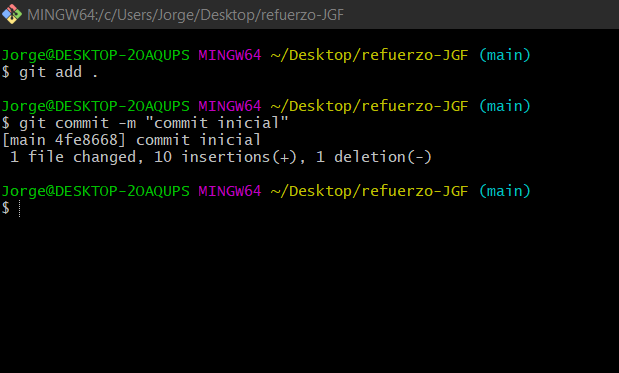 MINGW64:/c/Users/Jorge/Desktop/refuerzo-JGF
Jorge@DESKTOP-2OAQUPS MINGW64 ~/Desktop/refuerzo-JGF (main)
$ git add .
Jorge@DESKTOP-2OAQUPS MINGW64 ~/Desktop/refuerzo-JGF (main)
$ git commit -m "commit inicial"
[main 4fe8668] commit inicial
 1 file changed, 10 insertions(+), 1 deletion(-)
Jorge@DESKTOP-2OAQUPS MINGW64 ~/Desktop/refuerzo-JGF (main)
$